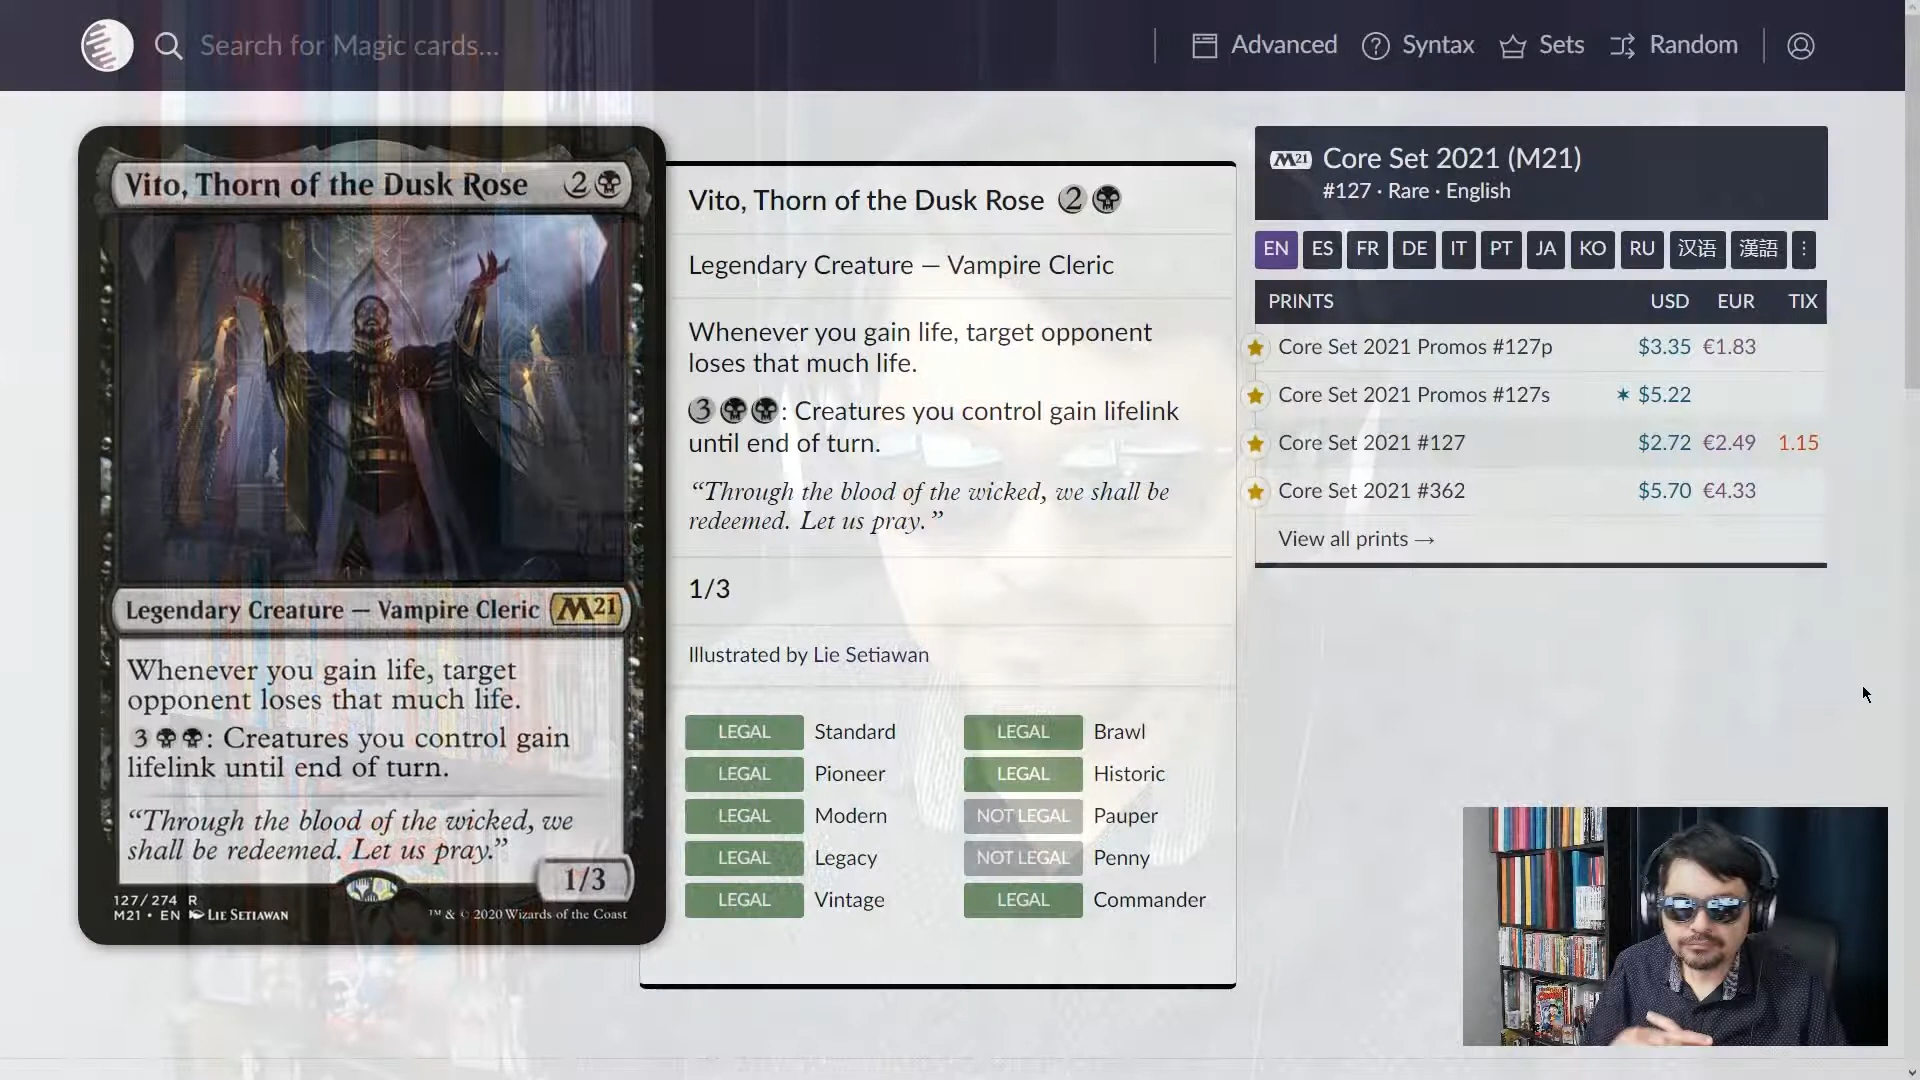 Search for Magic cards...
Advanced
Syntax
Sets
Random
Vito, Thorn of the Dusk Rose 2
Legendary Creature — Vampire Cleric M21
Whenever you gain life, target
opponent loses that much life.
3 : Creatures you control gain
lifelink until end of turn.
“Through the blood of the wicked, we
shall be redeemed. Let us pray.”
1/3
127/274 R
M21 • EN LIE SETIAWAN
™ & © 2020 Wizards of the Coast
Vito, Thorn of the Dusk Rose 2
Legendary Creature — Vampire Cleric
Whenever you gain life, target opponent
loses that much life.
3 : Creatures you control gain lifelink
until end of turn.
“Through the blood of the wicked, we shall be
redeemed. Let us pray.”
1/3
Illustrated by Lie Setiawan
LEGAL Standard LEGAL Brawl
LEGAL Pioneer LEGAL Historic
LEGAL Modern NOT LEGAL Pauper
LEGAL Legacy NOT LEGAL Penny
LEGAL Vintage LEGAL Commander
M21 Core Set 2021 (M21)
#127 · Rare · English
EN ES FR DE IT PT JA KO RU 汉语 漢語
PRINTS USD EUR TIX
Core Set 2021 Promos #127p $3.35 €1.83
Core Set 2021 Promos #127s $5.22
Core Set 2021 #127 $2.72 €2.49 1.15
Core Set 2021 #362 $5.70 €4.33
View all prints →